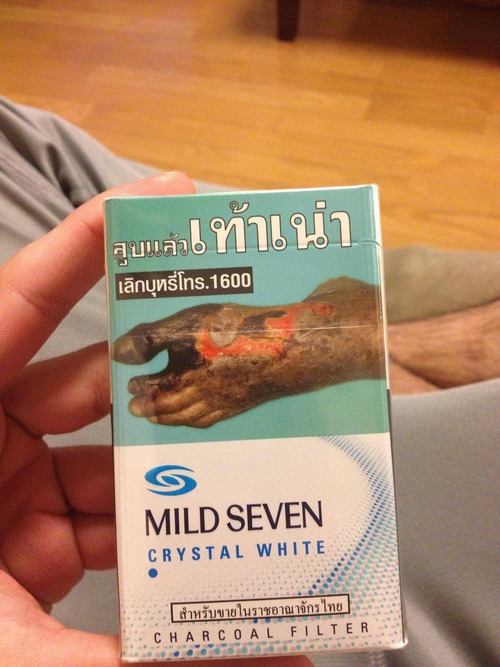 สูบแล้วเท้าเน่า
เลิกบุหรี่โทร.1600
MILD SEVEN
CRYSTAL WHITE
สำหรับขายในราชอาณาจักรไทย
CHARCOAL FILTER